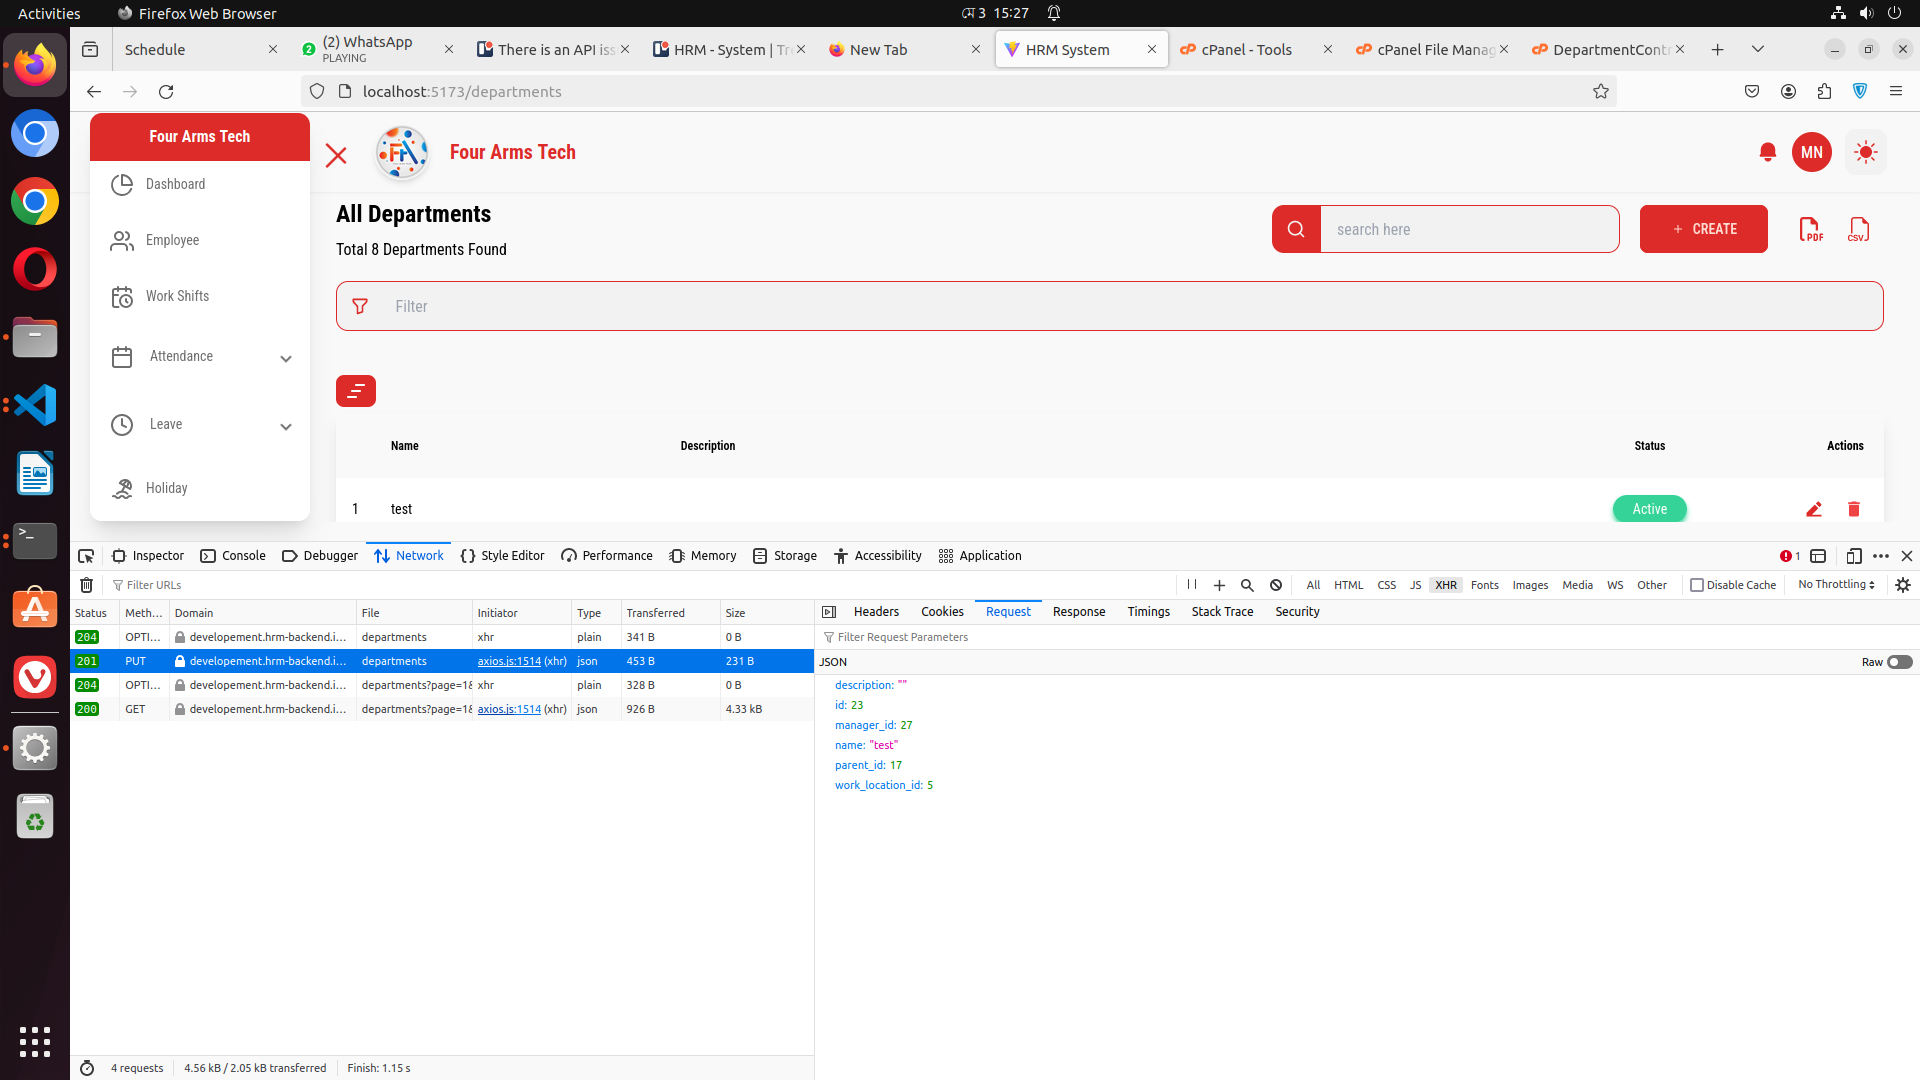 Activities
Firefox Web Browser
3 15:27
Schedule
2
(2) WhatsApp
PLAYING
There is an API iss
HRM - System | Tre
New Tab
HRM System
cPanel - Tools
cPanel File Manag
DepartmentContr
localhost:5173/departments
Four Arms Tech
Dashboard
Employee
Work Shifts
Attendance
Leave
Holiday
Four Arms Tech
MN
All Departments
Total 8 Departments Found
search here
+ CREATE
PDF
CSV
Filter
Name Description Status Actions
1 test Active
Inspector Console Debugger Network Style Editor Performance Memory Storage Accessibility Application
1
Filter URLs
All HTML CSS JS XHR Fonts Images Media WS Other
Disable Cache
No Throttling
Status Meth... Domain File Initiator Type Transferred Size
204 OPTI... developement.hrm-backend.i... departments xhr plain 341 B 0 B
201 PUT developement.hrm-backend.i... departments axios.js:1514 (xhr) json 453 B 231 B
204 OPTI... developement.hrm-backend.i... departments?page=1& xhr plain 328 B 0 B
200 GET developement.hrm-backend.i... departments?page=1& axios.js:1514 (xhr) json 926 B 4.33 kB
Headers Cookies Request Response Timings Stack Trace Security
Filter Request Parameters
JSON
Raw
description: ""
id: 23
manager_id: 27
name: "test"
parent_id: 17
work_location_id: 5
4 requests
4.56 kB / 2.05 kB transferred
Finish: 1.15 s